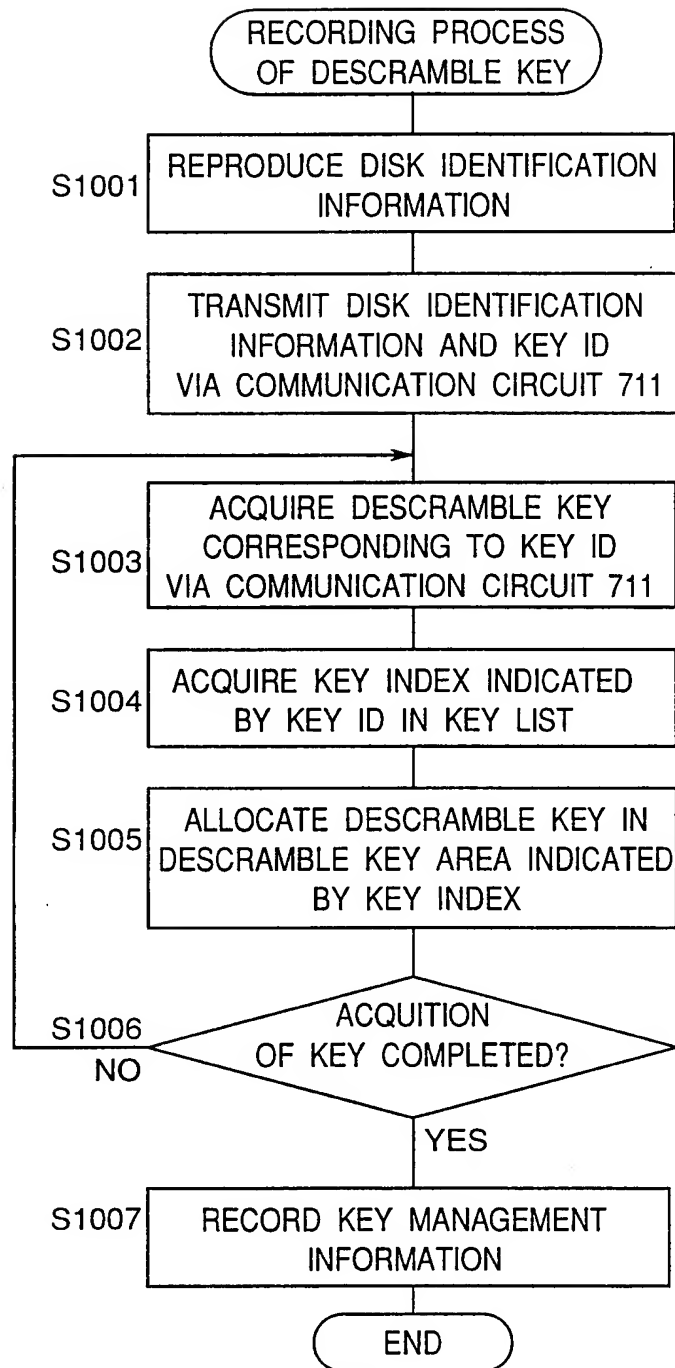 RECORDING PROCESS
OF DESCRAMBLE KEY
S1001
REPRODUCE DISK IDENTIFICATION
INFORMATION
S1002
TRANSMIT DISK IDENTIFICATION
INFORMATION AND KEY ID
VIA COMMUNICATION CIRCUIT 711
S1003
ACQUIRE DESCRAMBLE KEY
CORRESPONDING TO KEY ID
VIA COMMUNICATION CIRCUIT 711
S1004
ACQUIRE KEY INDEX INDICATED
BY KEY ID IN KEY LIST
S1005
ALLOCATE DESCRAMBLE KEY IN
DESCRAMBLE KEY AREA INDICATED
BY KEY INDEX
S1006
ACQUITION
OF KEY COMPLETED?
NO
YES
S1007
RECORD KEY MANAGEMENT
INFORMATION
END